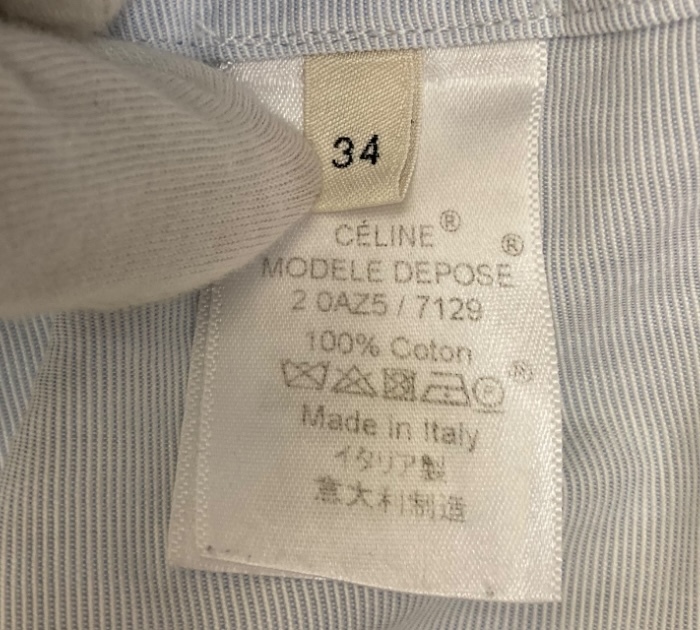 34
CÉLINE®
MODELE DEPOSE®
2 0AZ5 / 7129
100% Coton
P ®
Made in Italy
イタリア製
意大利制造